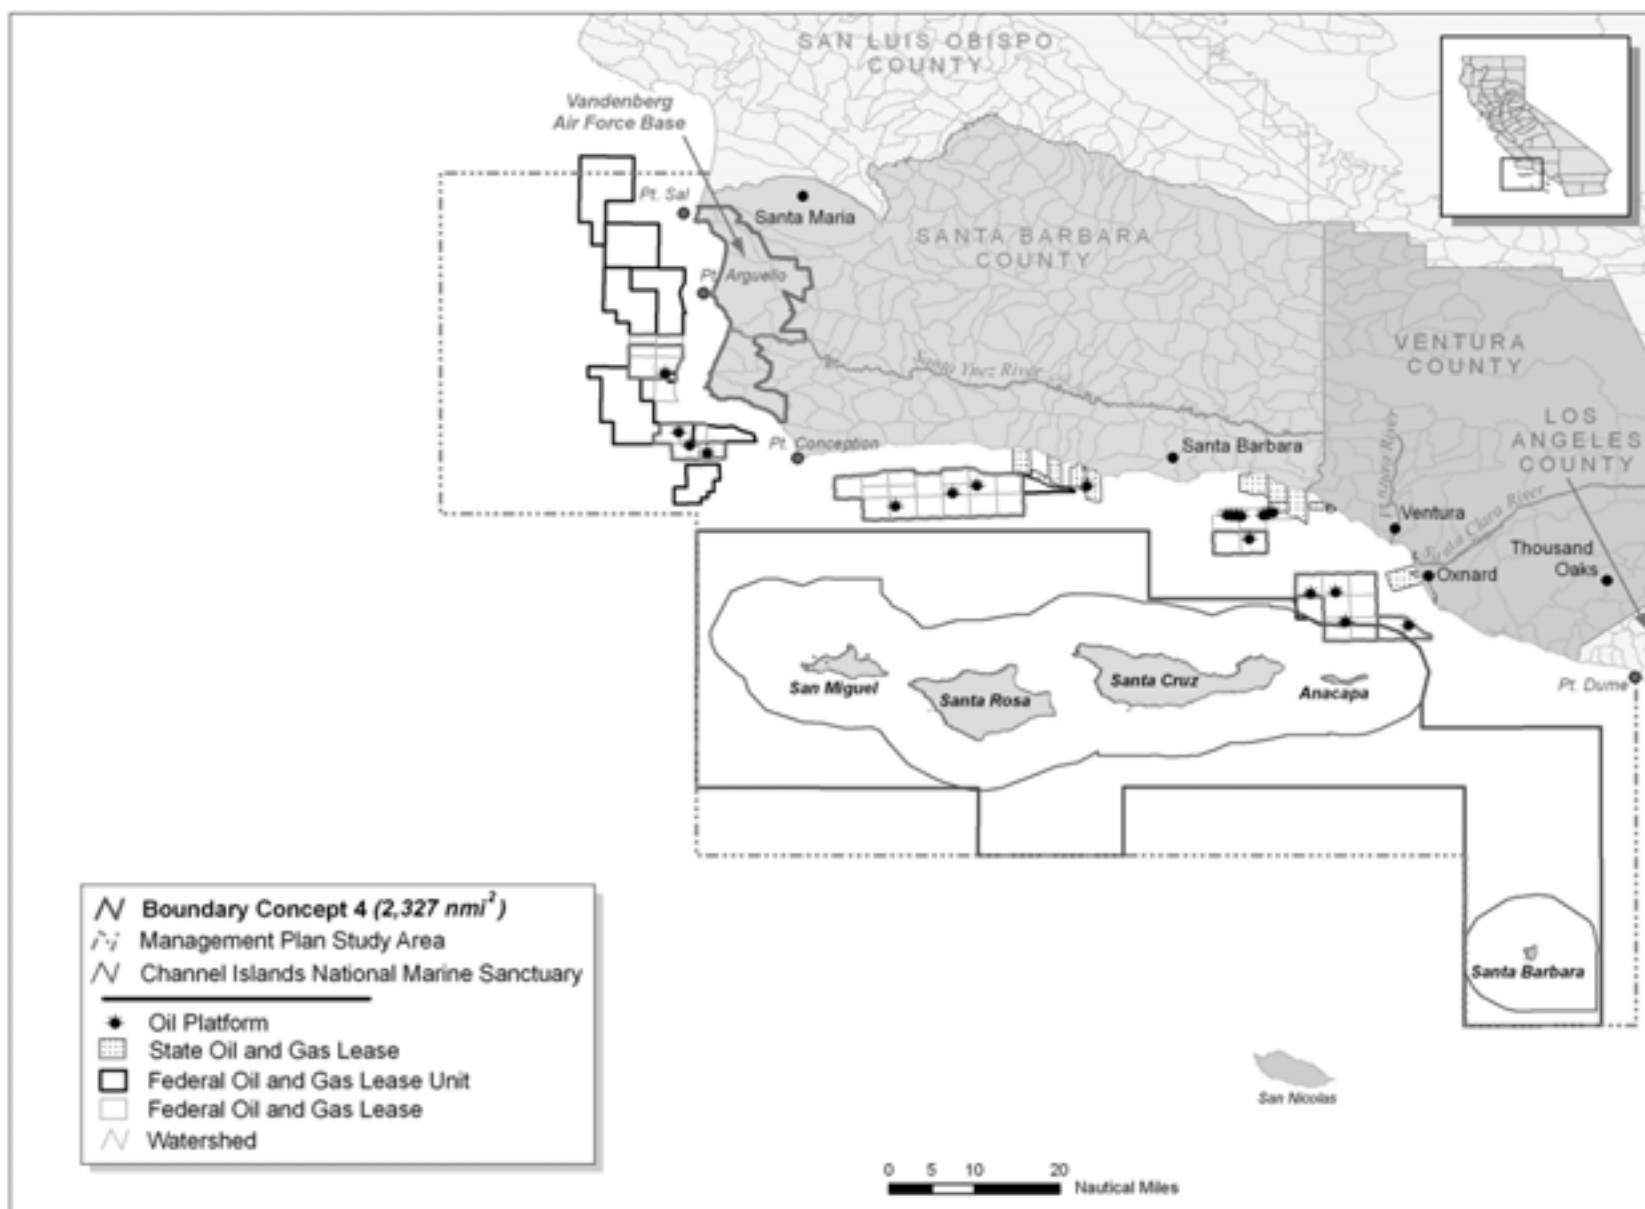 SAN LUIS OBISPO
COUNTY
Vandenberg
Air Force Base
Pt. Sal
Santa Maria
SANTA BARBARA
COUNTY
Pt. Arguello
VENTURA
COUNTY
Santa Ynez River
LOS
ANGELES
COUNTY
Pt. Conception
Santa Barbara
Ventura River
Ventura
Santa Clara River
Thousand
Oaks
Oxnard
San Miguel
Santa Rosa
Santa Cruz
Anacapa
Pt. Dume
Santa Barbara
San Nicolas
Boundary Concept 4 (2,327 nmi²)
Management Plan Study Area
Channel Islands National Marine Sanctuary
Oil Platform
State Oil and Gas Lease
Federal Oil and Gas Lease Unit
Federal Oil and Gas Lease
Watershed
0 5 10 20
Nautical Miles